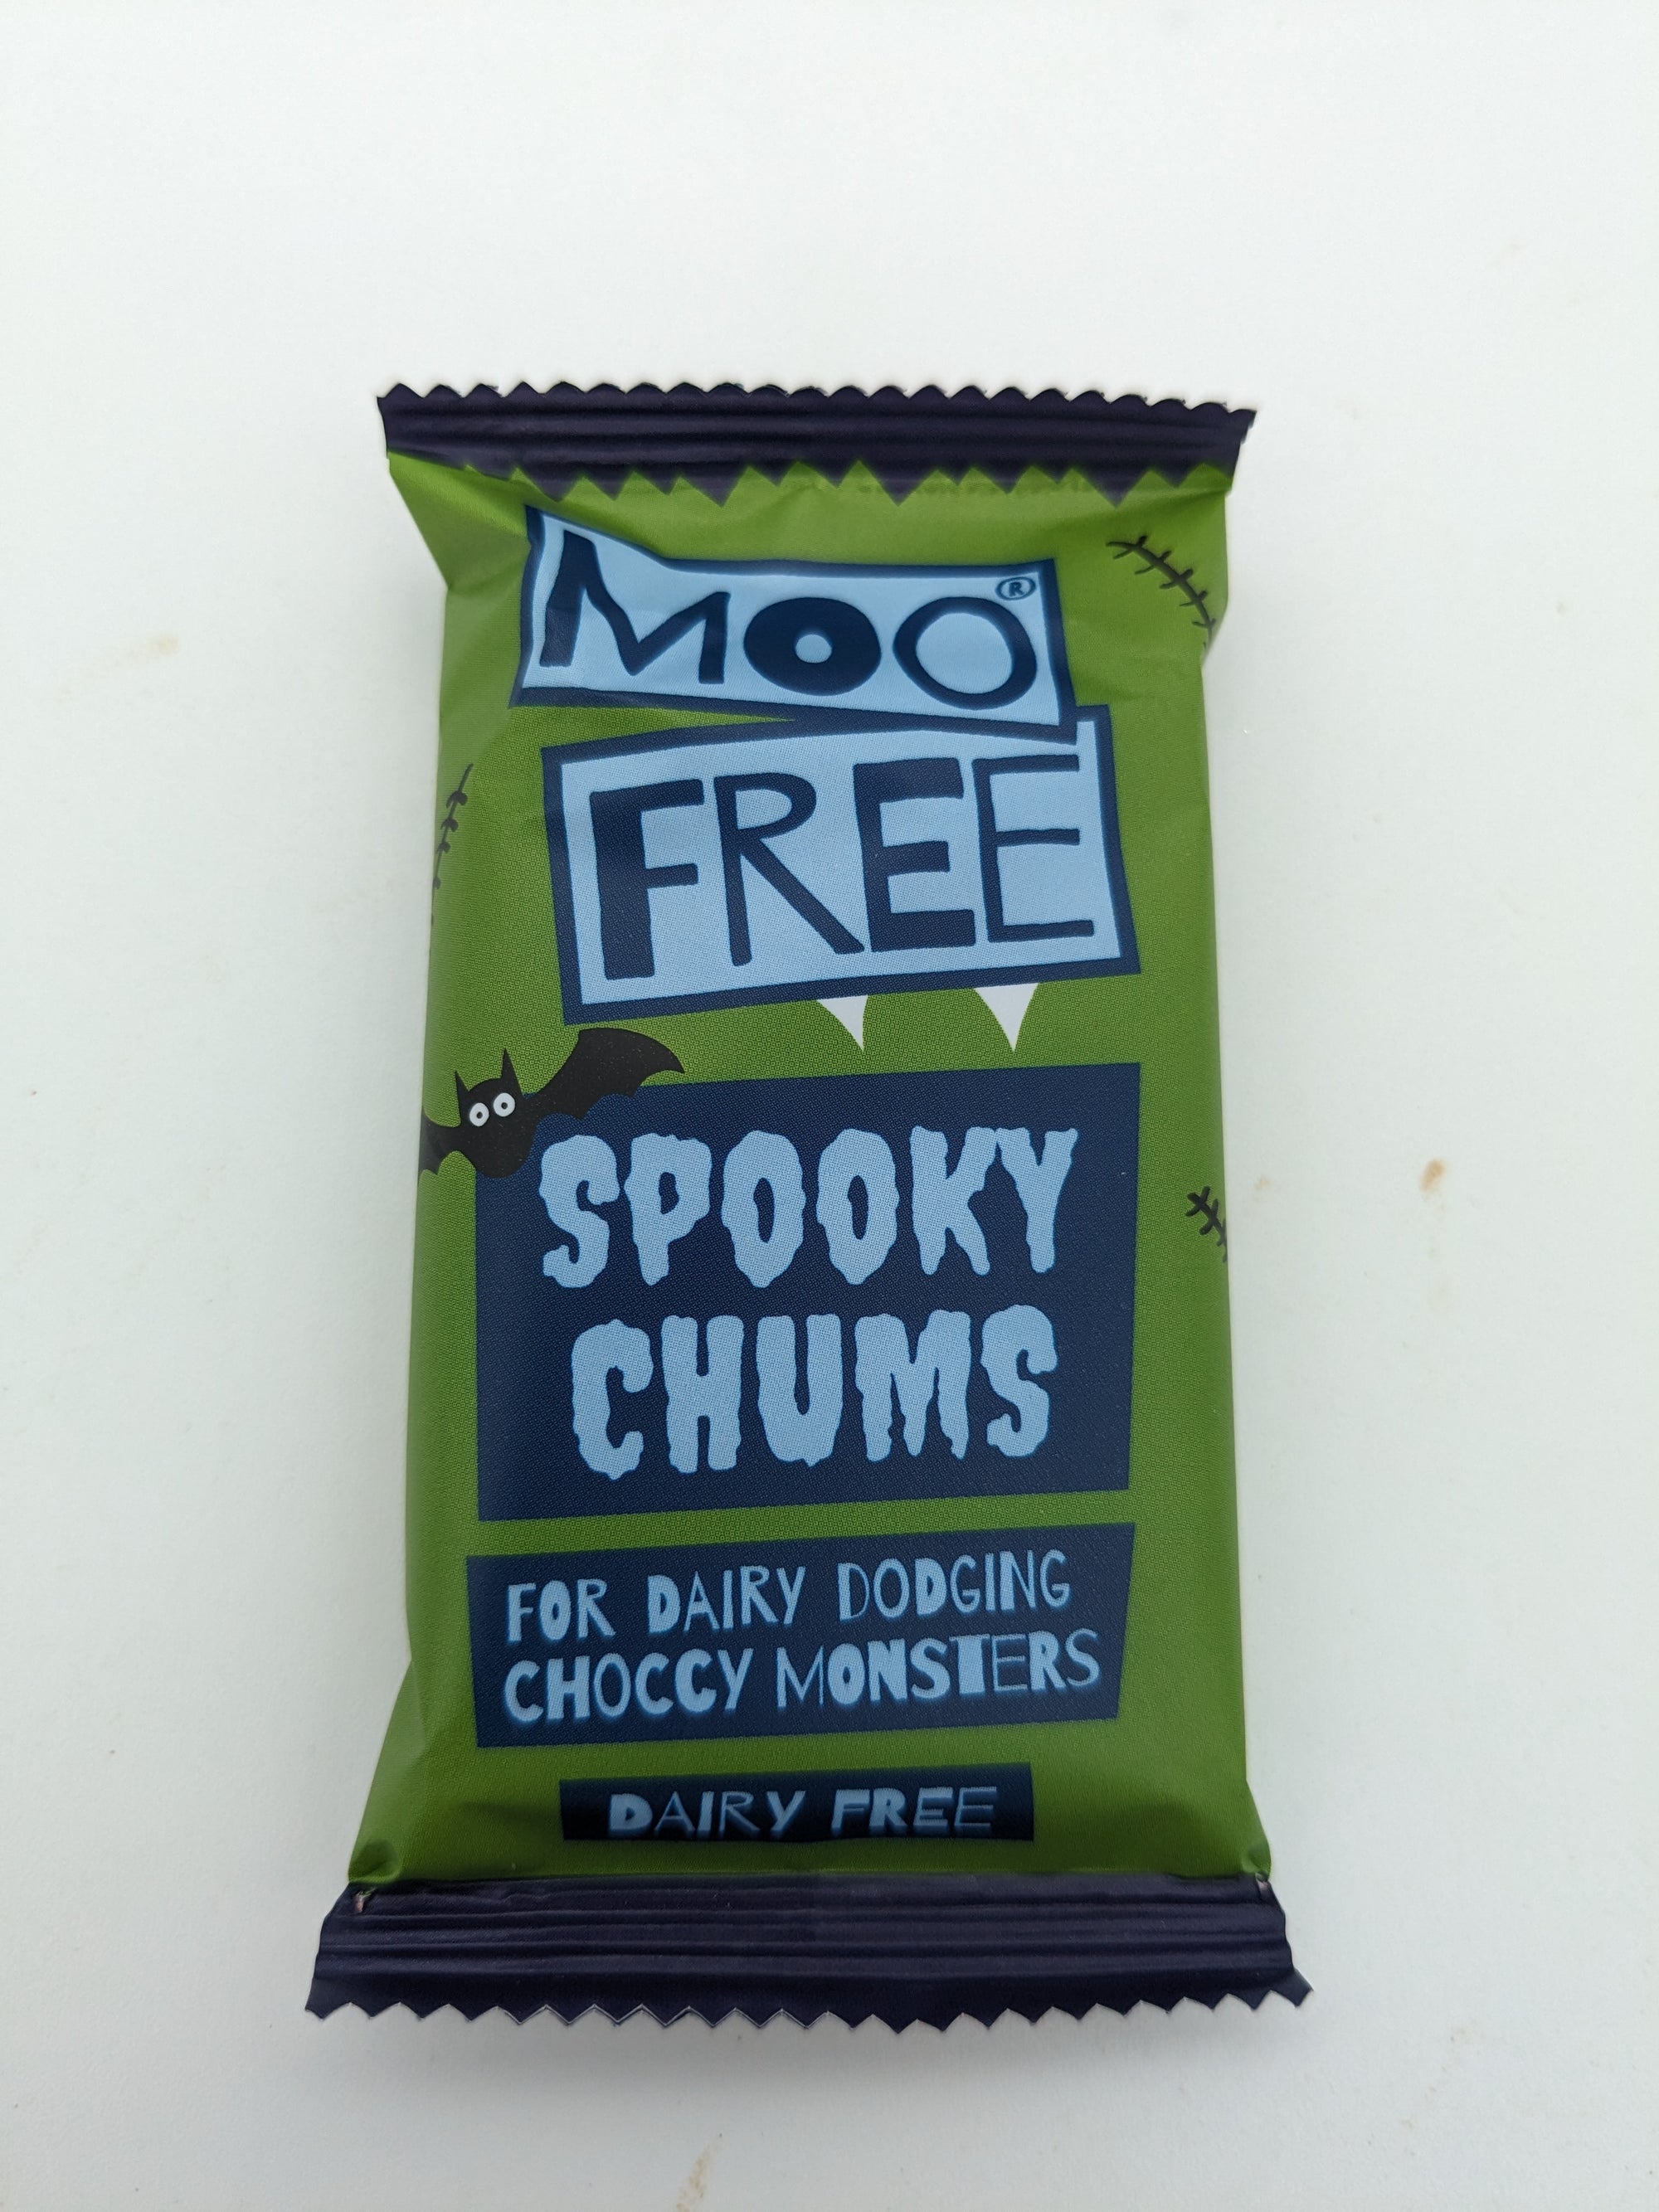 MOO®
FREE
SPOOKY
CHUMS
FOR DAIRY DODGING
CHOCCY MONSTERS
DAIRY FREE